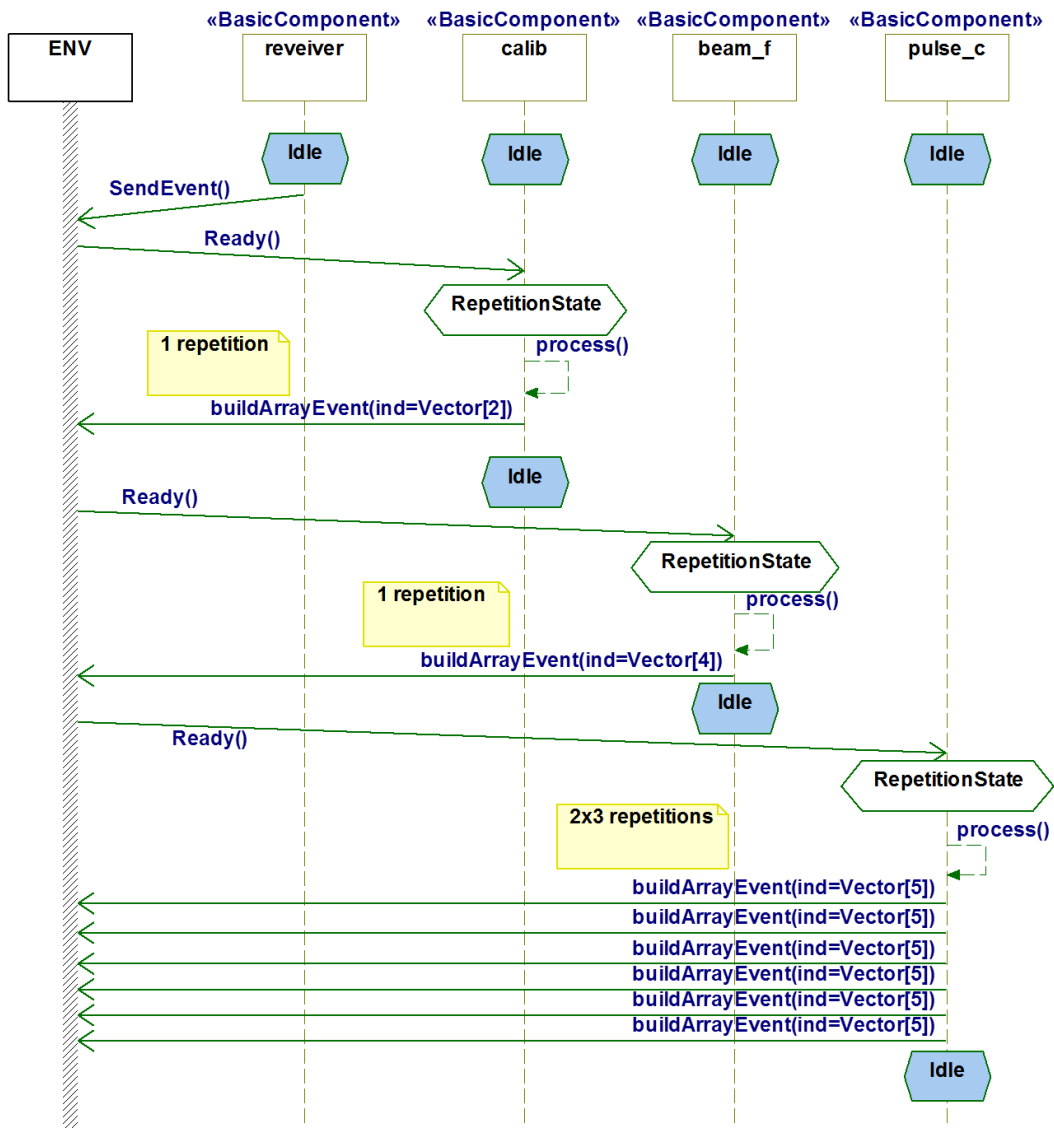 «BasicComponent» «BasicComponent» «BasicComponent» «BasicComponent»
ENV reveiver calib beam_f pulse_c
Idle Idle Idle Idle
SendEvent()
Ready()
RepetitionState
1 repetition process()
buildArrayEvent(ind=Vector[2])
Idle
Ready()
RepetitionState
1 repetition process()
buildArrayEvent(ind=Vector[4])
Idle
Ready()
RepetitionState
2x3 repetitions process()
buildArrayEvent(ind=Vector[5])
buildArrayEvent(ind=Vector[5])
buildArrayEvent(ind=Vector[5])
buildArrayEvent(ind=Vector[5])
buildArrayEvent(ind=Vector[5])
buildArrayEvent(ind=Vector[5])
Idle